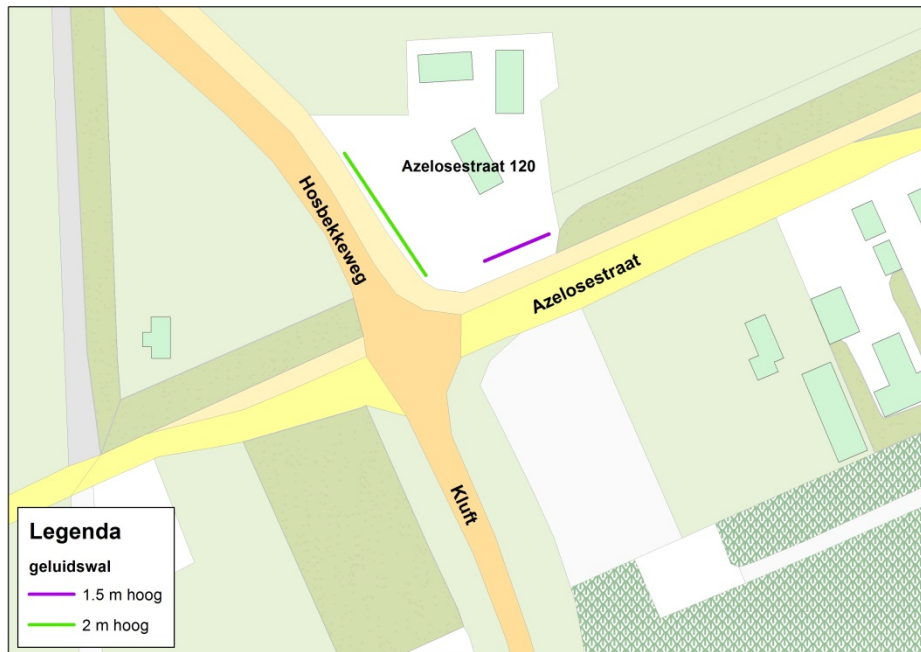 Azelosestraat 120
Hosbekkeweg
Azelosestraat
Kluft
Legenda
geluidswal
1.5 m hoog
2 m hoog